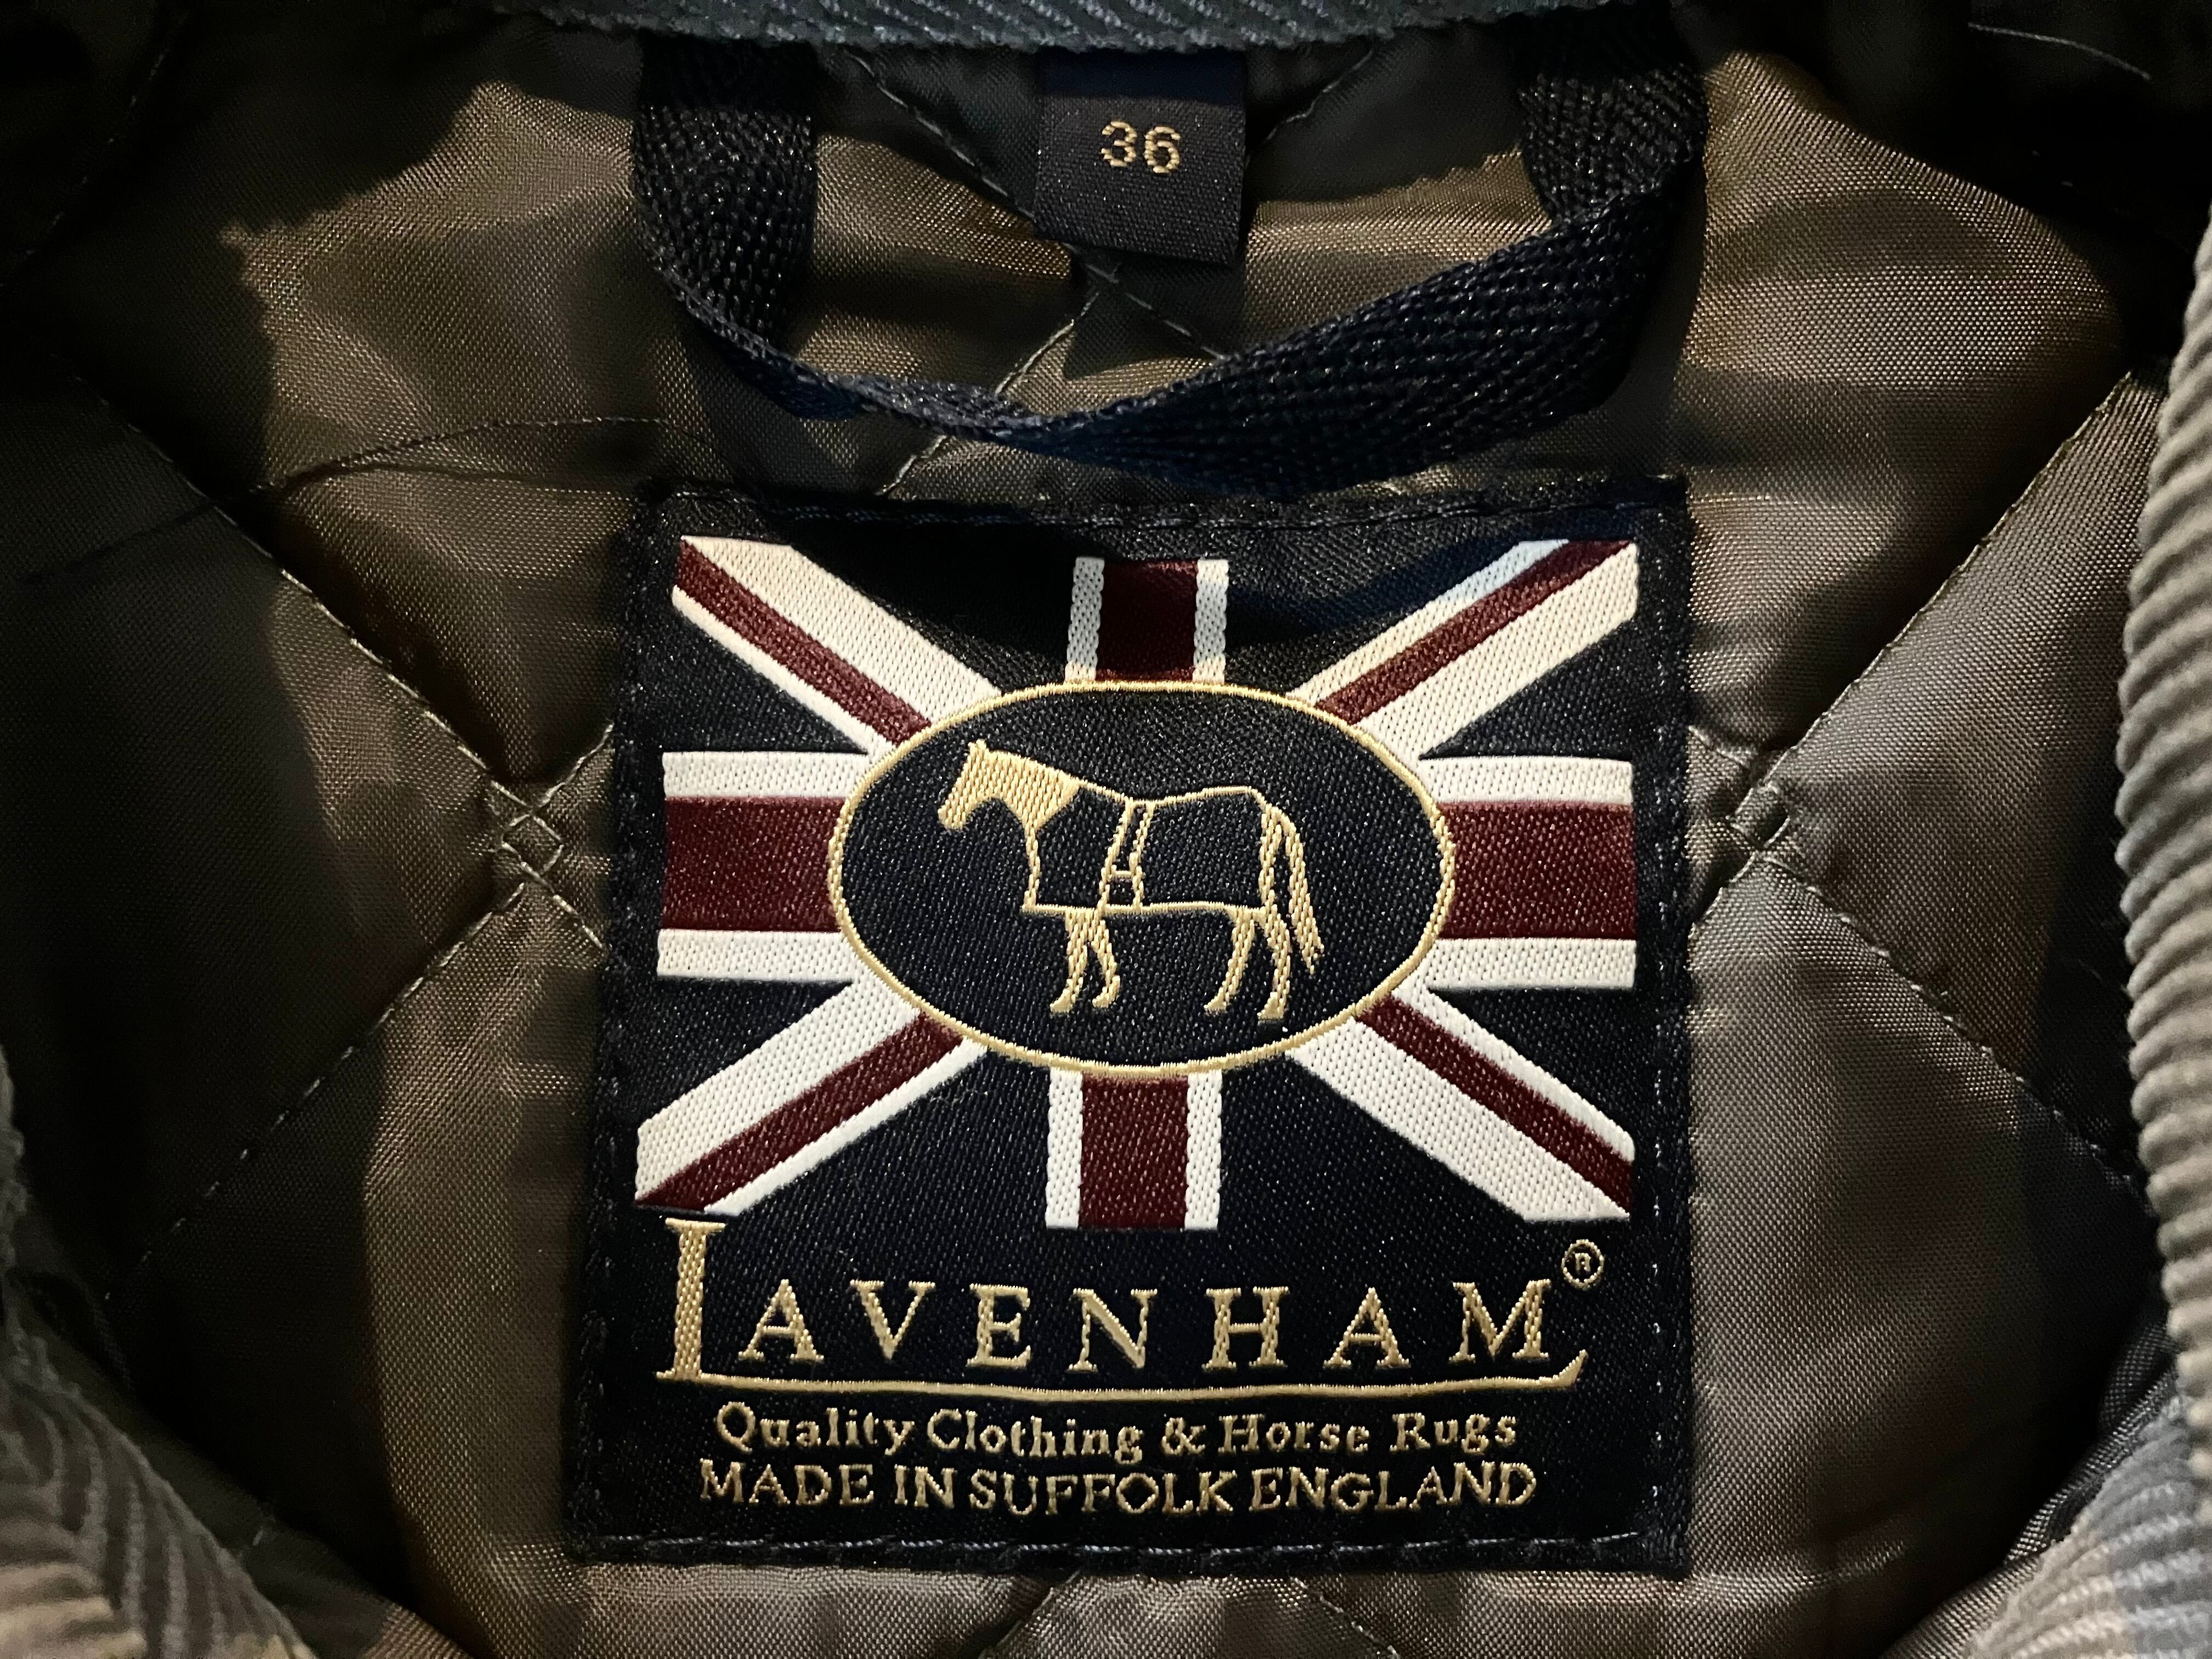 36
LAVENHAM®
Quality Clothing & Horse Rugs
MADE IN SUFFOLK ENGLAND